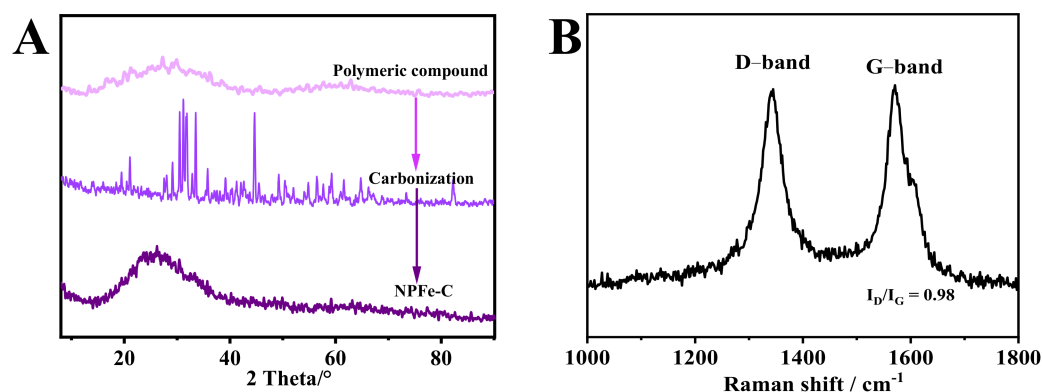 A
Polymeric compound
Carbonization
NPFe-C
20 40 60 80
2 Theta/°
B
D–band G–band
I_D/I_G = 0.98
1000 1200 1400 1600 1800
Raman shift / cm⁻¹